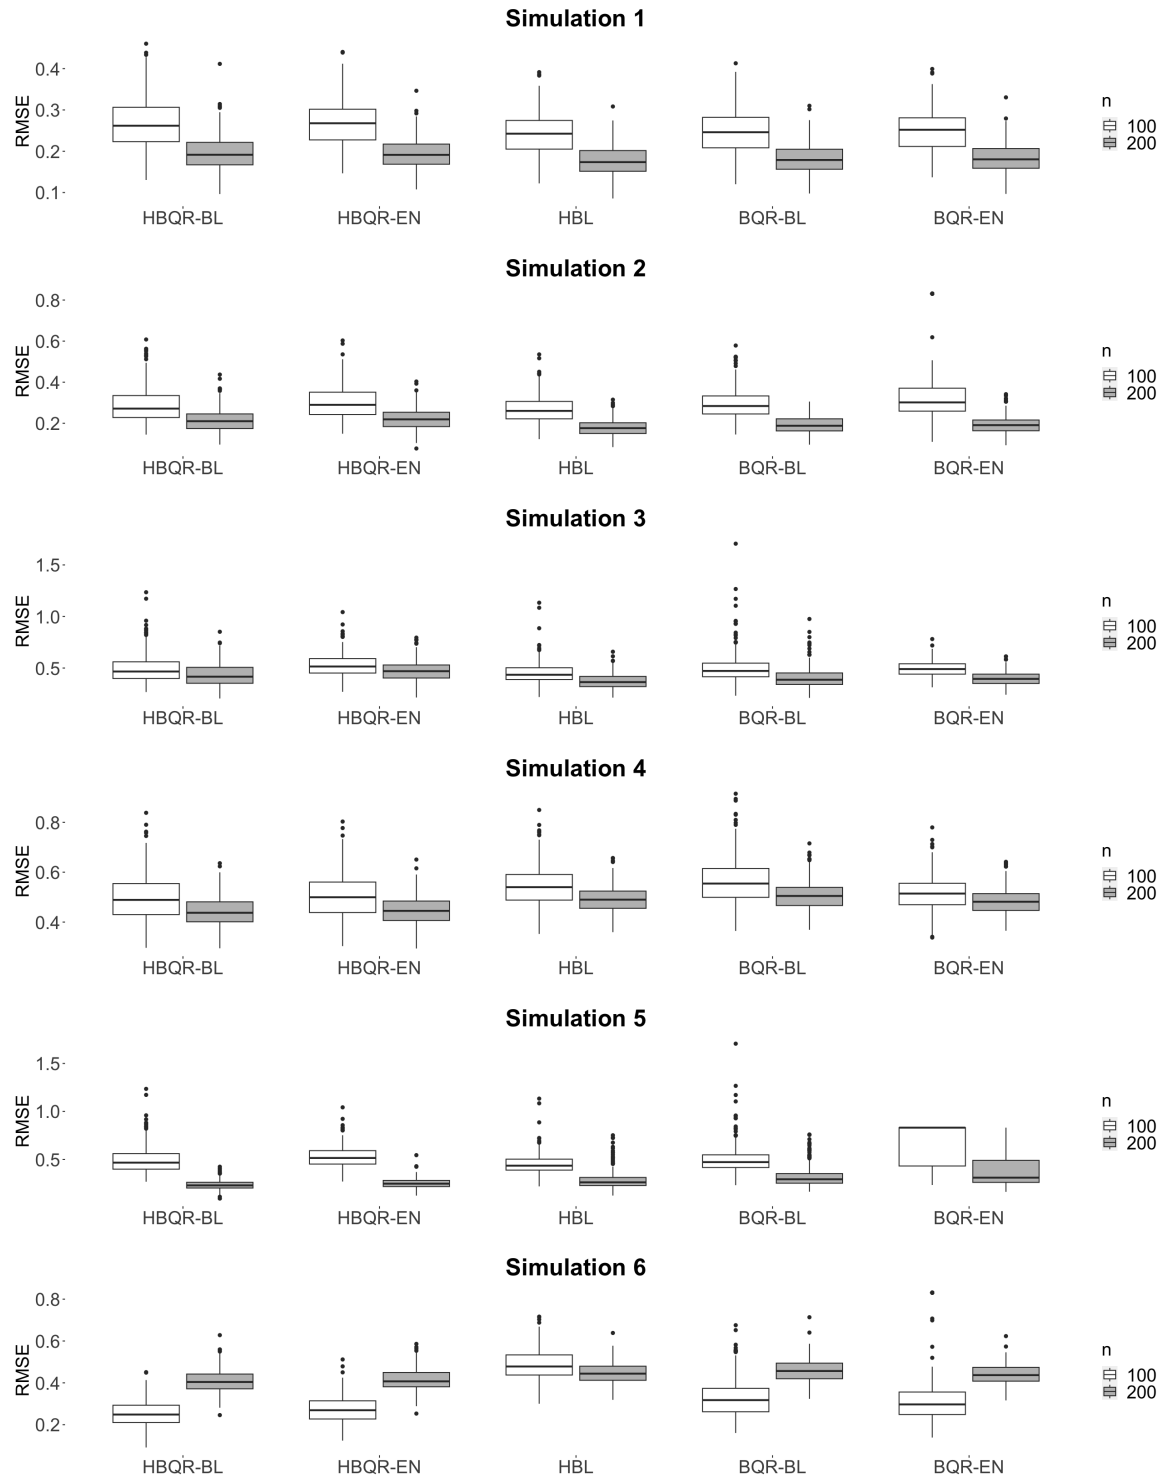 Simulation 1
RMSE
0.4
0.3
0.2
0.1
HBQR-BL HBQR-EN HBL BQR-BL BQR-EN
n
100
200
Simulation 2
RMSE
0.8
0.6
0.4
0.2
HBQR-BL HBQR-EN HBL BQR-BL BQR-EN
n
100
200
Simulation 3
RMSE
1.5
1.0
0.5
HBQR-BL HBQR-EN HBL BQR-BL BQR-EN
n
100
200
Simulation 4
RMSE
0.8
0.6
0.4
HBQR-BL HBQR-EN HBL BQR-BL BQR-EN
n
100
200
Simulation 5
RMSE
1.5
1.0
0.5
HBQR-BL HBQR-EN HBL BQR-BL BQR-EN
n
100
200
Simulation 6
RMSE
0.8
0.6
0.4
0.2
HBQR-BL HBQR-EN HBL BQR-BL BQR-EN
n
100
200